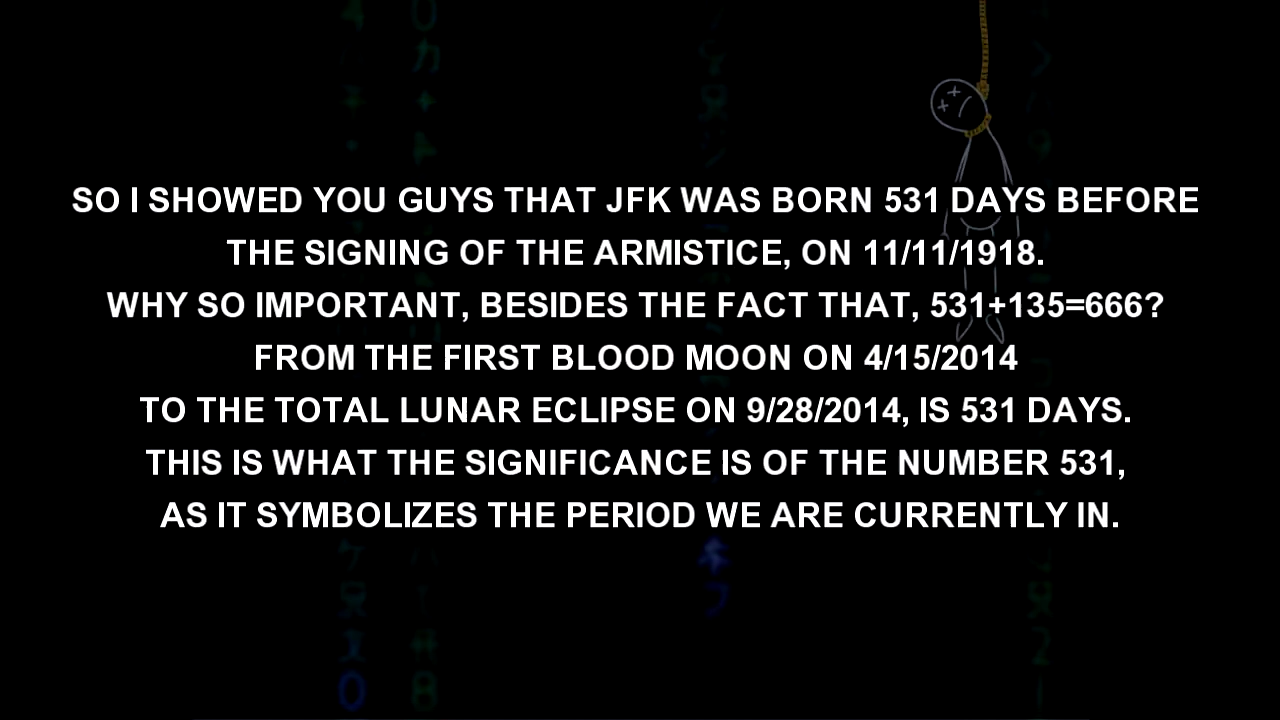 SO I SHOWED YOU GUYS THAT JFK WAS BORN 531 DAYS BEFORE
THE SIGNING OF THE ARMISTICE, ON 11/11/1918.
WHY SO IMPORTANT, BESIDES THE FACT THAT, 531+135=666?
FROM THE FIRST BLOOD MOON ON 4/15/2014
TO THE TOTAL LUNAR ECLIPSE ON 9/28/2014, IS 531 DAYS.
THIS IS WHAT THE SIGNIFICANCE IS OF THE NUMBER 531,
AS IT SYMBOLIZES THE PERIOD WE ARE CURRENTLY IN.